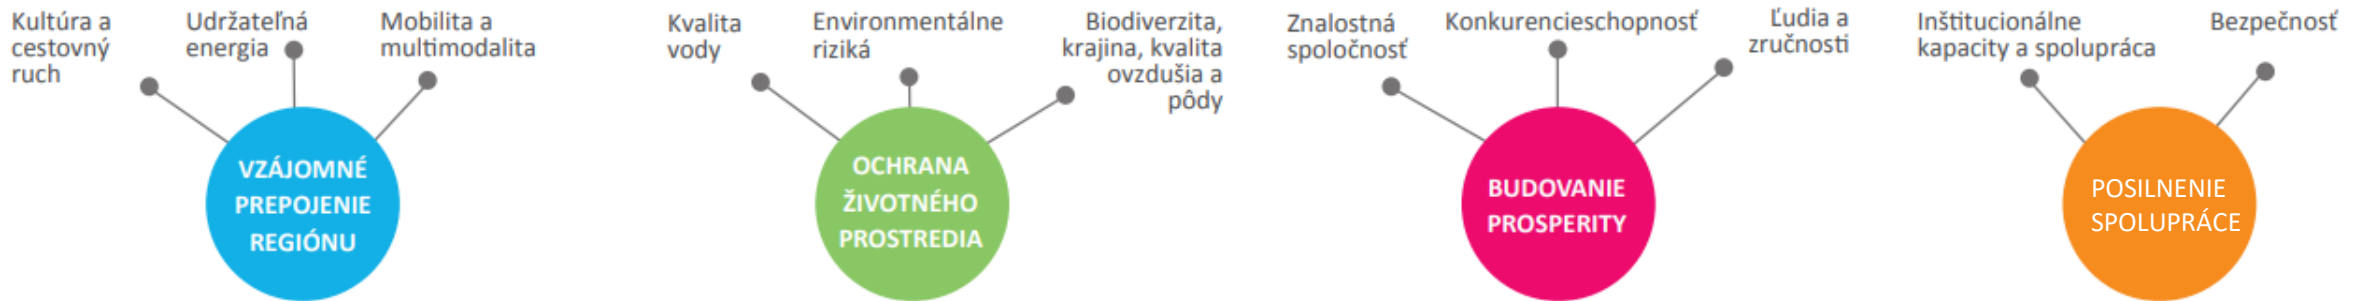 Kultúra a
cestovný
ruch
Udržateľná
energia
Mobilita a
multimodalita
VZÁJOMNÉ
PREPOJENIE
REGIÓNU
Kvalita
vody
Environmentálne
riziká
Biodiverzita,
krajina, kvalita
ovzdušia a
pôdy
OCHRANA
ŽIVOTNÉHO
PROSTREDIA
Znalostná
spoločnosť
Konkurencieschopnosť
Ľudia a
zručnosti
BUDOVANIE
PROSPERITY
Inštitucionálne
kapacity a spolupráca
Bezpečnosť
POSILNENIE
SPOLUPRÁCE